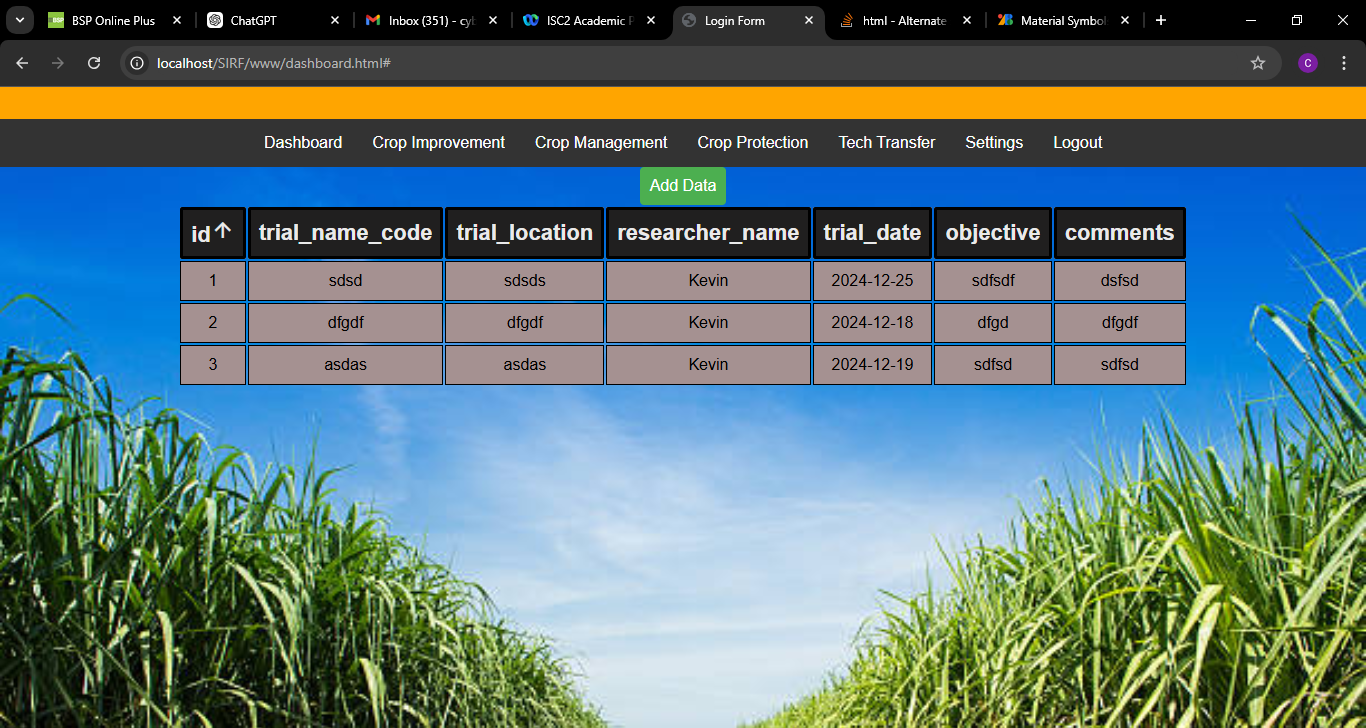 BSP BSP Online Plus ChatGPT Inbox (351) - cyb ISC2 Academic P Login Form html - Alternate Material Symbol
localhost/SIRF/www/dashboard.html# C
Dashboard Crop Improvement Crop Management Crop Protection Tech Transfer Settings Logout
Add Data
id↑ trial_name_code trial_location researcher_name trial_date objective comments
1 sdsd sdsds Kevin 2024-12-25 sdfsdf dsfsd
2 dfgdf dfgdf Kevin 2024-12-18 dfgd dfgdf
3 asdas asdas Kevin 2024-12-19 sdfsd sdfsd